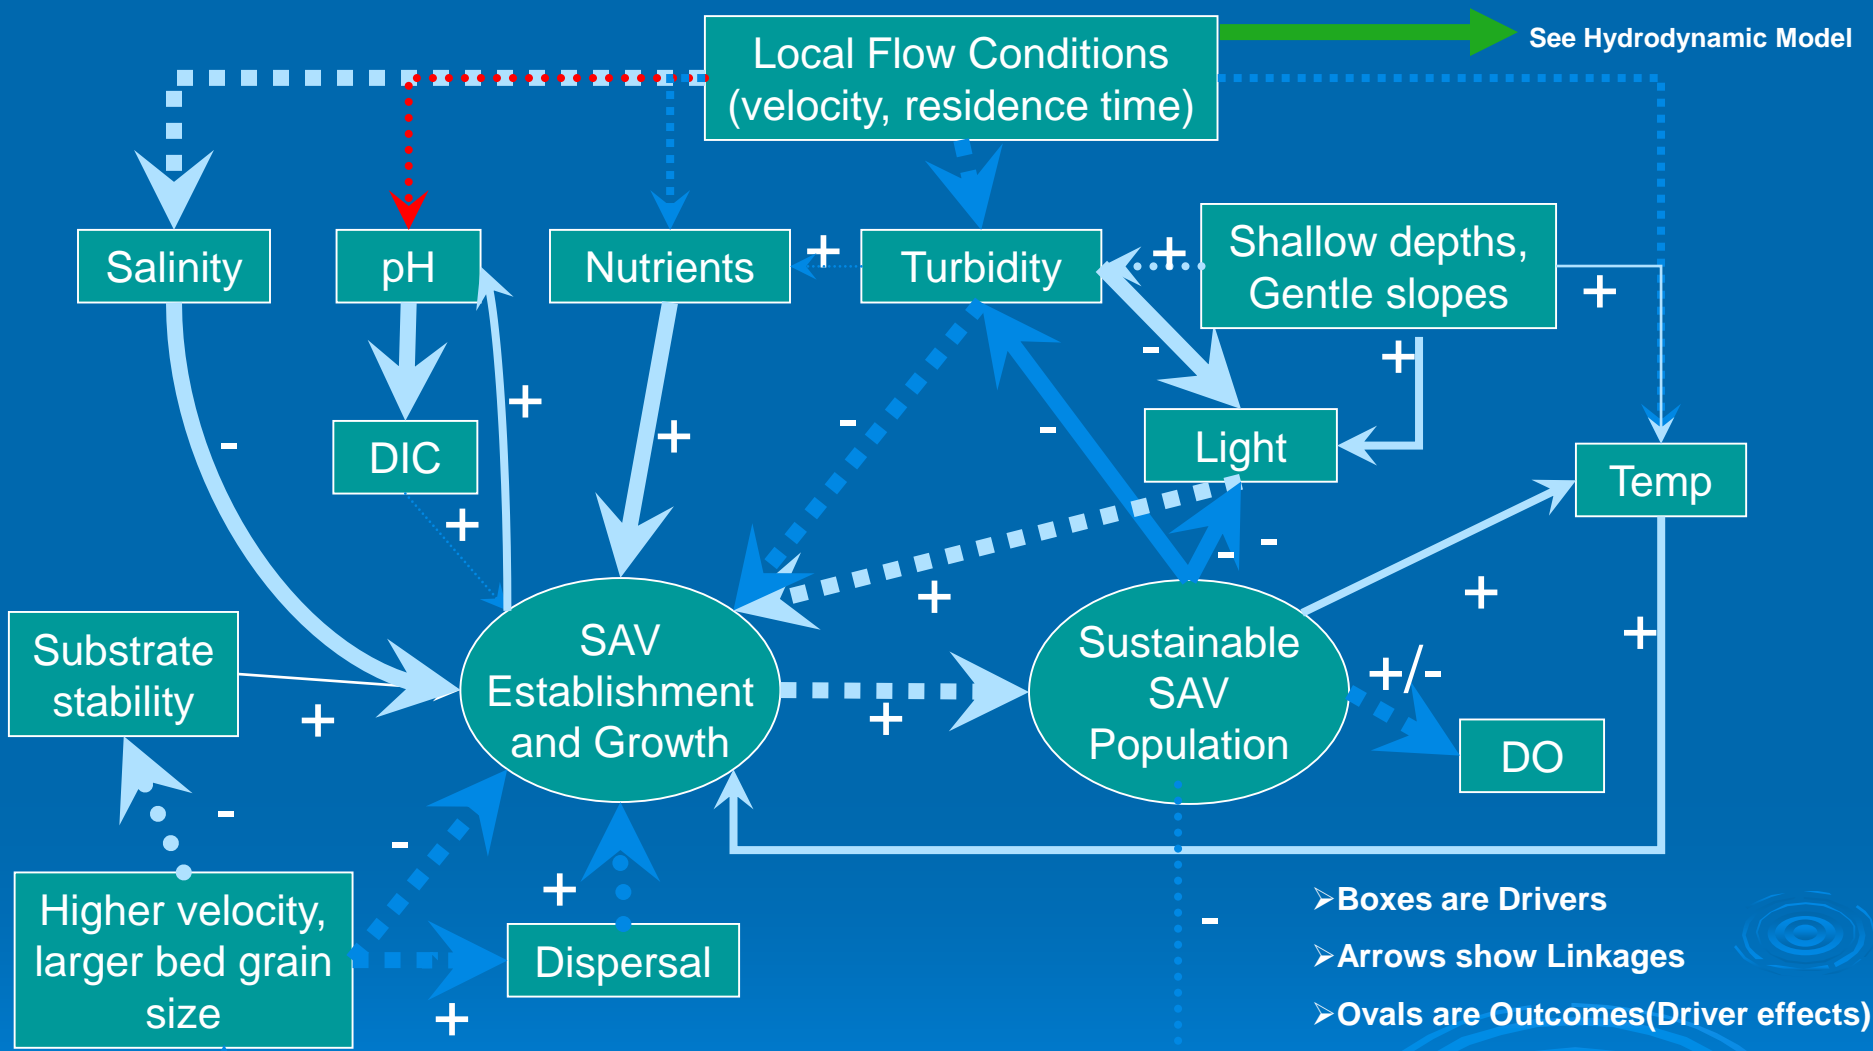 Local Flow Conditions
(velocity, residence time)
See Hydrodynamic Model
Salinity
pH
Nutrients
+
Turbidity
+
Shallow depths,
Gentle slopes
+
-
+
+
-
+
-
-
DIC
+
Light
Temp
+
-
-
+
+
+
Substrate
stability
+
SAV
Establishment
and Growth
+
Sustainable
SAV
Population
+/-
DO
-
-
+
-
Higher velocity,
larger bed grain
size
+
Dispersal
➢Boxes are Drivers
➢Arrows show Linkages
➢Ovals are Outcomes(Driver effects)